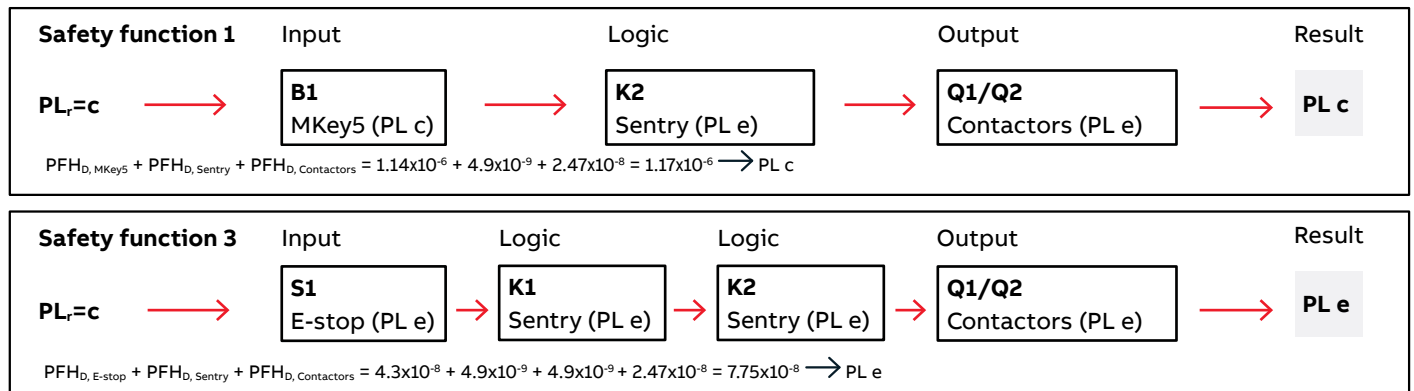 Safety function 1 Input Logic Output Result
B1 K2 Q1/Q2
PLr=c MKey5 (PL c) Sentry (PL e) Contactors (PL e) PL c
PFHD, MKey5 + PFHD, Sentry + PFHD, Contactors = 1.14x10-6 + 4.9x10-9 + 2.47x10-8 = 1.17x10-6 → PL c
Safety function 3 Input Logic Logic Output Result
S1 K1 K2 Q1/Q2
PLr=c E-stop (PL e) Sentry (PL e) Sentry (PL e) Contactors (PL e) PL e
PFHD, E-stop + PFHD, Sentry + PFHD, Contactors = 4.3x10-8 + 4.9x10-9 + 4.9x10-9 + 2.47x10-8 = 7.75x10-8 → PL e